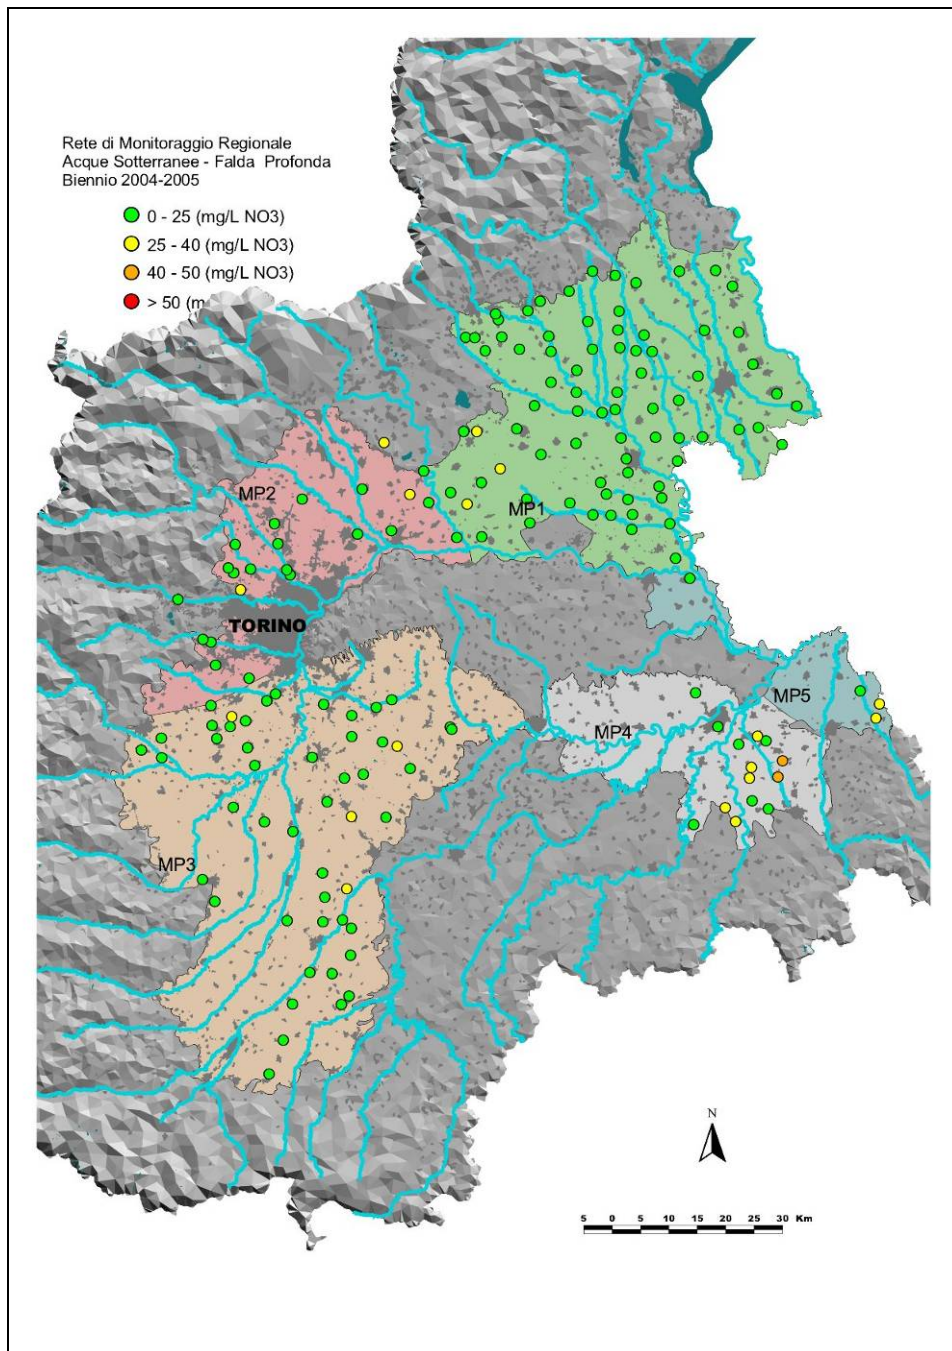 Rete di Monitoraggio Regionale
Acque Sotterranee - Falda Profonda
Biennio 2004-2005
0 - 25 (mg/L NO3)
25 - 40 (mg/L NO3)
40 - 50 (mg/L NO3)
> 50 (m
MP2
MP1
TORINO
MP5
MP4
MP3
N
5 0 5 10 15 20 25 30 Km